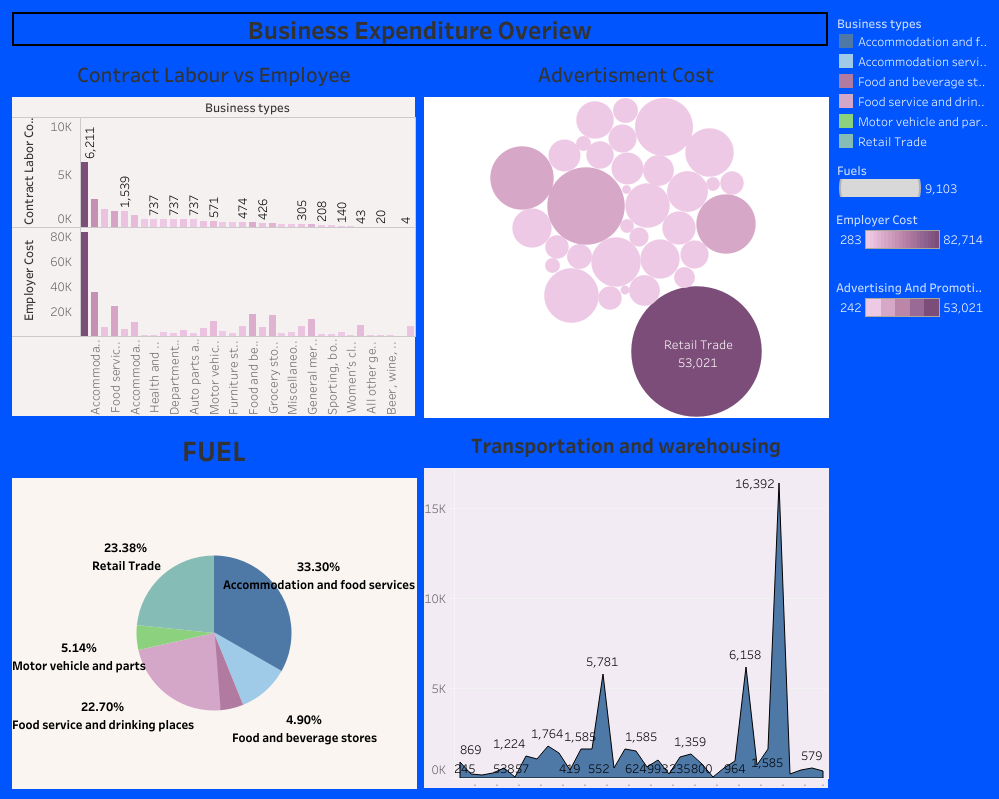 Business Expenditure Overiew
Contract Labour vs Employee
Business types
Contract Labor Co..
10K
5K
0K
6,211
1,539
737
737
737
571
474
426
305
208
140
43
20
4
Employer Cost
80K
60K
40K
20K
Accommoda..
Food servic..
Accommoda..
Health and ..
Department..
Auto parts a..
Motor vehic..
Furniture st..
Food and be..
Grocery sto..
Miscellaneo..
General mer..
Sporting, bo..
Women's cl..
All other ge..
Beer, wine, ..
Advertisment Cost
Retail Trade
53,021
Business types
Accommodation and f..
Accommodation servi..
Food and beverage st..
Food service and drin..
Motor vehicle and par..
Retail Trade
Fuels
9,103
Employer Cost
283
82,714
Advertising And Promoti..
242
53,021
FUEL
23.38%
Retail Trade
33.30%
Accommodation and food services
5.14%
Motor vehicle and parts
22.70%
Food service and drinking places
4.90%
Food and beverage stores
Transportation and warehousing
15K
10K
5K
0K
16,392
5,781
6,158
869
1,224
1,764
1,585
1,585
1,359
1,585
579
245
419
552
964